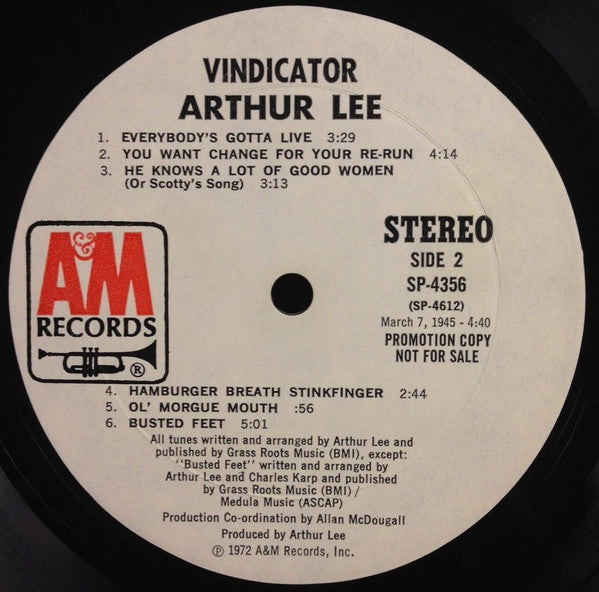 VINDICATOR
ARTHUR LEE
1. EVERYBODY'S GOTTA LIVE 3:29
2. YOU WANT CHANGE FOR YOUR RE-RUN 4:14
3. HE KNOWS A LOT OF GOOD WOMEN
(Or Scotty's Song) 3:13
A&M
RECORDS
®
STEREO
SIDE 2
SP-4356
(SP-4612)
March 7, 1945 - 4:40
PROMOTION COPY
NOT FOR SALE
4. HAMBURGER BREATH STINKFINGER 2:44
5. OL' MORGUE MOUTH :56
6. BUSTED FEET 5:01
All tunes written and arranged by Arthur Lee and
published by Grass Roots Music (BMI), except:
''Busted Feet'' written and arranged by
Arthur Lee and Charles Karp and published
by Grass Roots Music (BMI) /
Medula Music (ASCAP)
Production Co-ordination by Allan McDougall
Produced by Arthur Lee
℗ 1972 A&M Records, Inc.